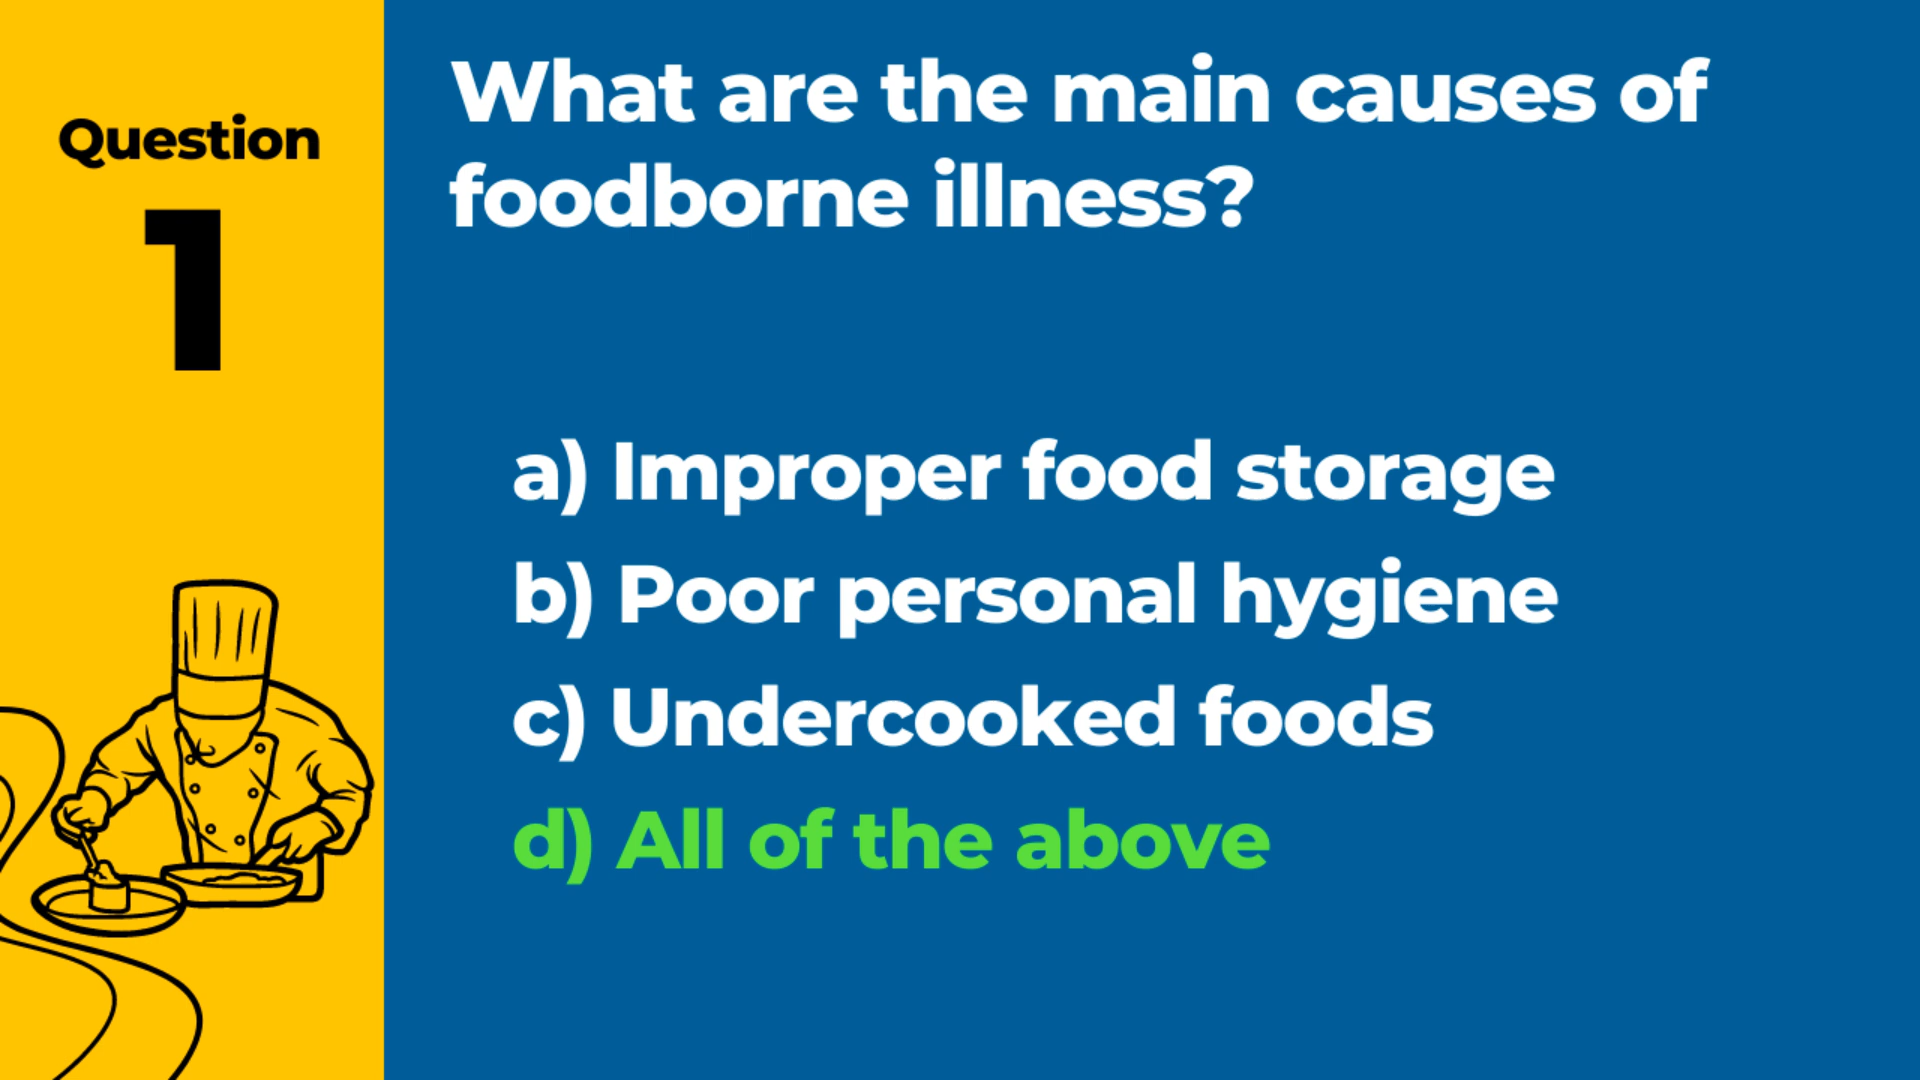 Question
1
What are the main causes of
foodborne illness?
a) Improper food storage
b) Poor personal hygiene
c) Undercooked foods
d) All of the above